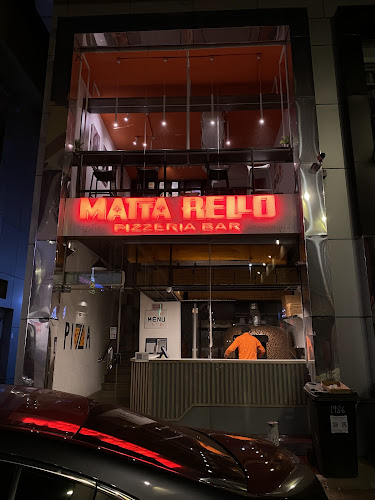 MATTA RELLO
PIZZERIA BAR
MENU
PIZZA